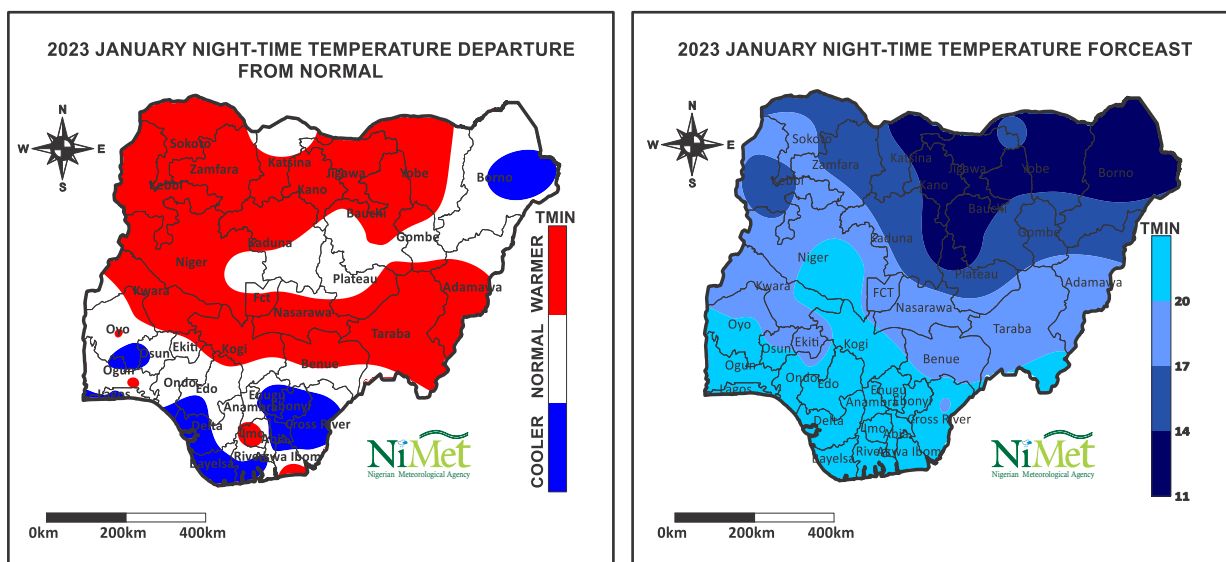 2023 JANUARY NIGHT-TIME TEMPERATURE DEPARTURE
FROM NORMAL
N
W E
S
Sokoto
Zamfara
Katsina
Kebbi
Kano
Jigawa
Yobe
Borno
Bauchi
Gombe
Kaduna
Niger
Plateau
Adamawa
Kwara
Fct
Nasarawa
Taraba
Oyo
Osun
Ekiti
Kogi
Benue
Ogun
Lagos
Ondo
Edo
Enugu
Anambra
Ebonyi
Cross River
Delta
Imo
Abia
Bayelsa
Rivers
Akwa Ibom
TMIN
WARMER
NORMAL
COOLER
NiMet
Nigerian Meteorological Agency
0km 200km 400km
2023 JANUARY NIGHT-TIME TEMPERATURE FORCEAST
N
W E
S
Sokoto
Zamfara
Katsina
Kebbi
Kano
Jigawa
Yobe
Borno
Bauchi
Gombe
Kaduna
Niger
Plateau
Adamawa
Kwara
FCT
Nasarawa
Taraba
Oyo
Osun
Ekiti
Kogi
Benue
Ogun
Lagos
Ondo
Edo
Enugu
Anambra
Ebonyi
Cross River
Delta
Imo
Abia
Bayelsa
Rivers
Akwa Ibom
TMIN
20
17
14
11
NiMet
Nigerian Meteorological Agency
0km 200km 400km